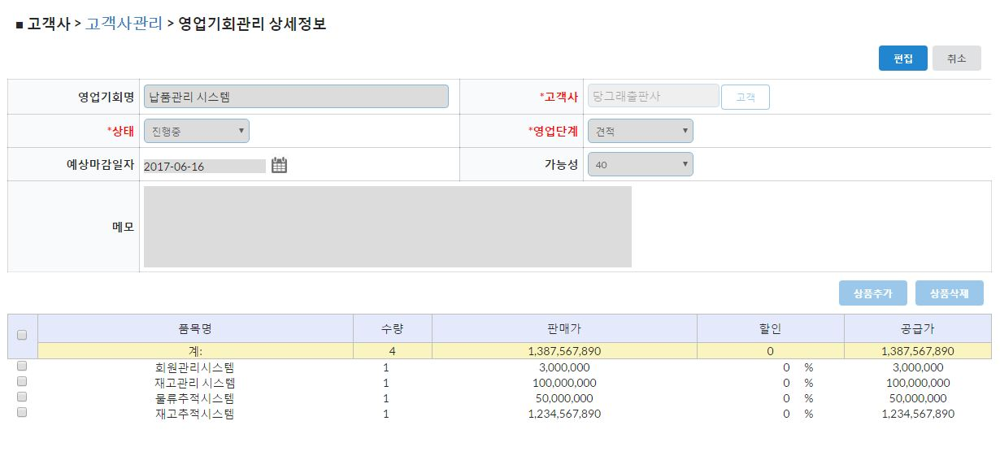 ■ 고객사 > 고객사관리 > 영업기회관리 상세정보
편집 취소
영업기회명 납품관리 시스템 *고객사 당그래출판사 고객
*상태 진행중 *영업단계 견적
예상마감일자 2017-06-16 가능성 40
메모
상품추가 상품삭제
품목명 수량 판매가 할인 공급가
계: 4 1,387,567,890 0 1,387,567,890
회원관리시스템 1 3,000,000 0 % 3,000,000
재고관리 시스템 1 100,000,000 0 % 100,000,000
물류추적시스템 1 50,000,000 0 % 50,000,000
재고추적시스템 1 1,234,567,890 0 % 1,234,567,890